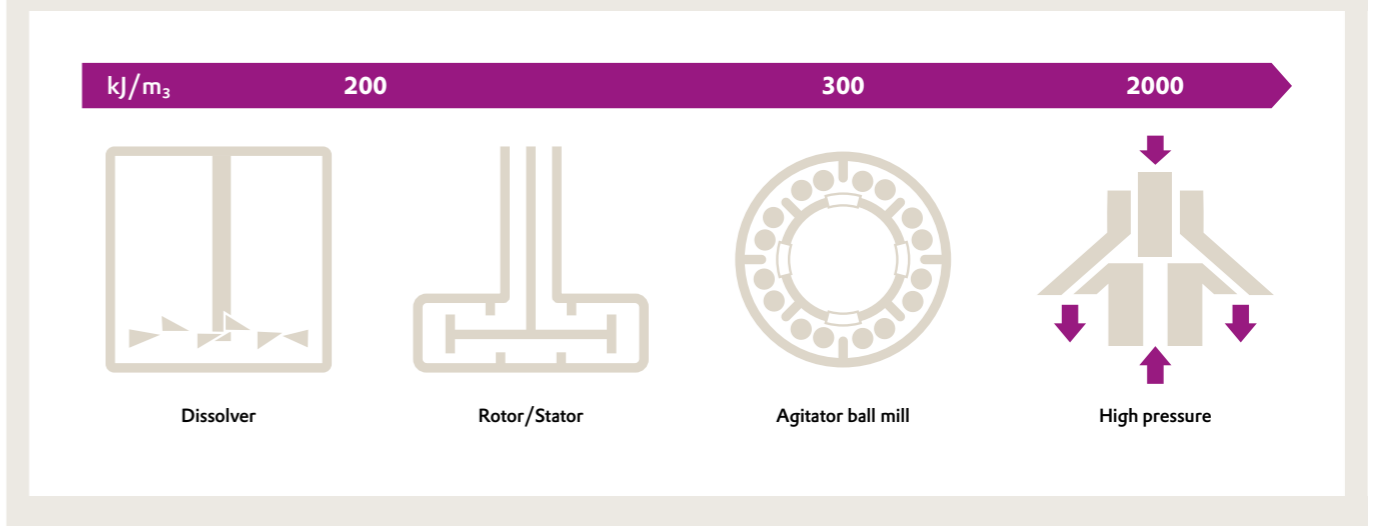 kJ/m₃ 200 300 2000
Dissolver Rotor/Stator Agitator ball mill High pressure